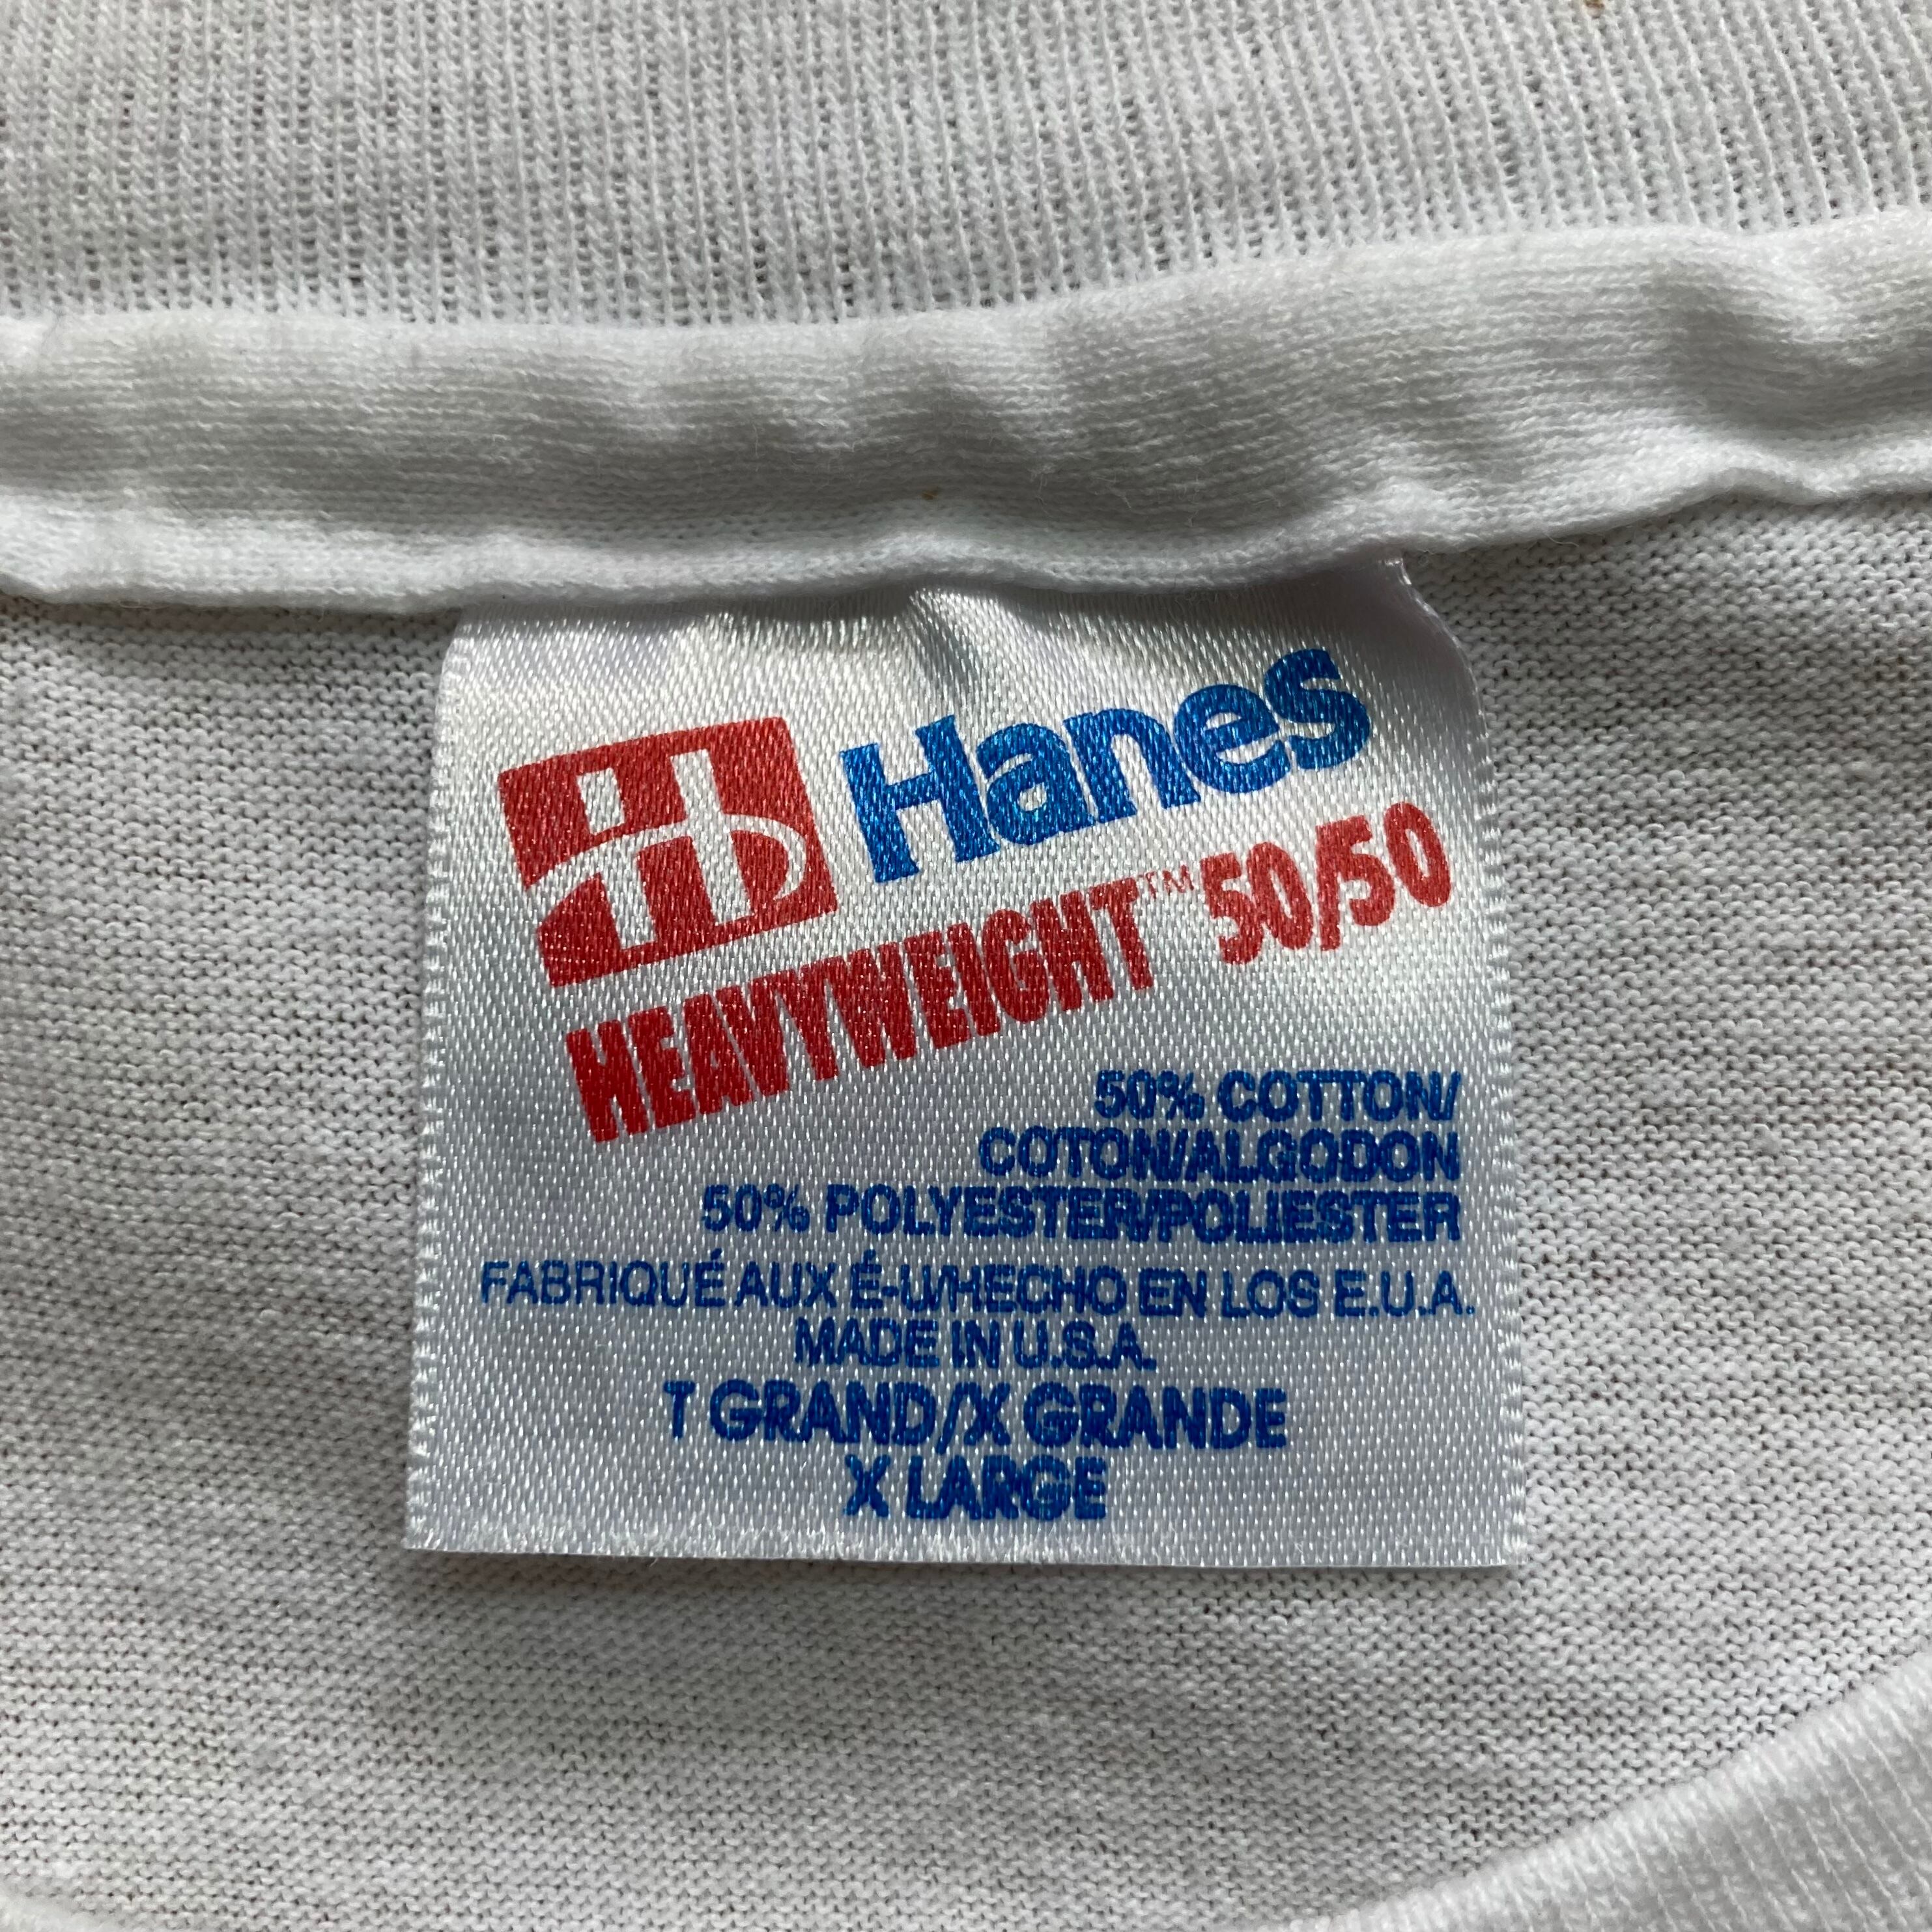 H Hanes
HEAVYWEIGHT™ 50/50
50% COTTON/
COTON/ALGODON
50% POLYESTER/POLIESTER
FABRIQUÉ AUX É-U/HECHO EN LOS E.U.A.
MADE IN U.S.A.
T GRAND/X GRANDE
X LARGE